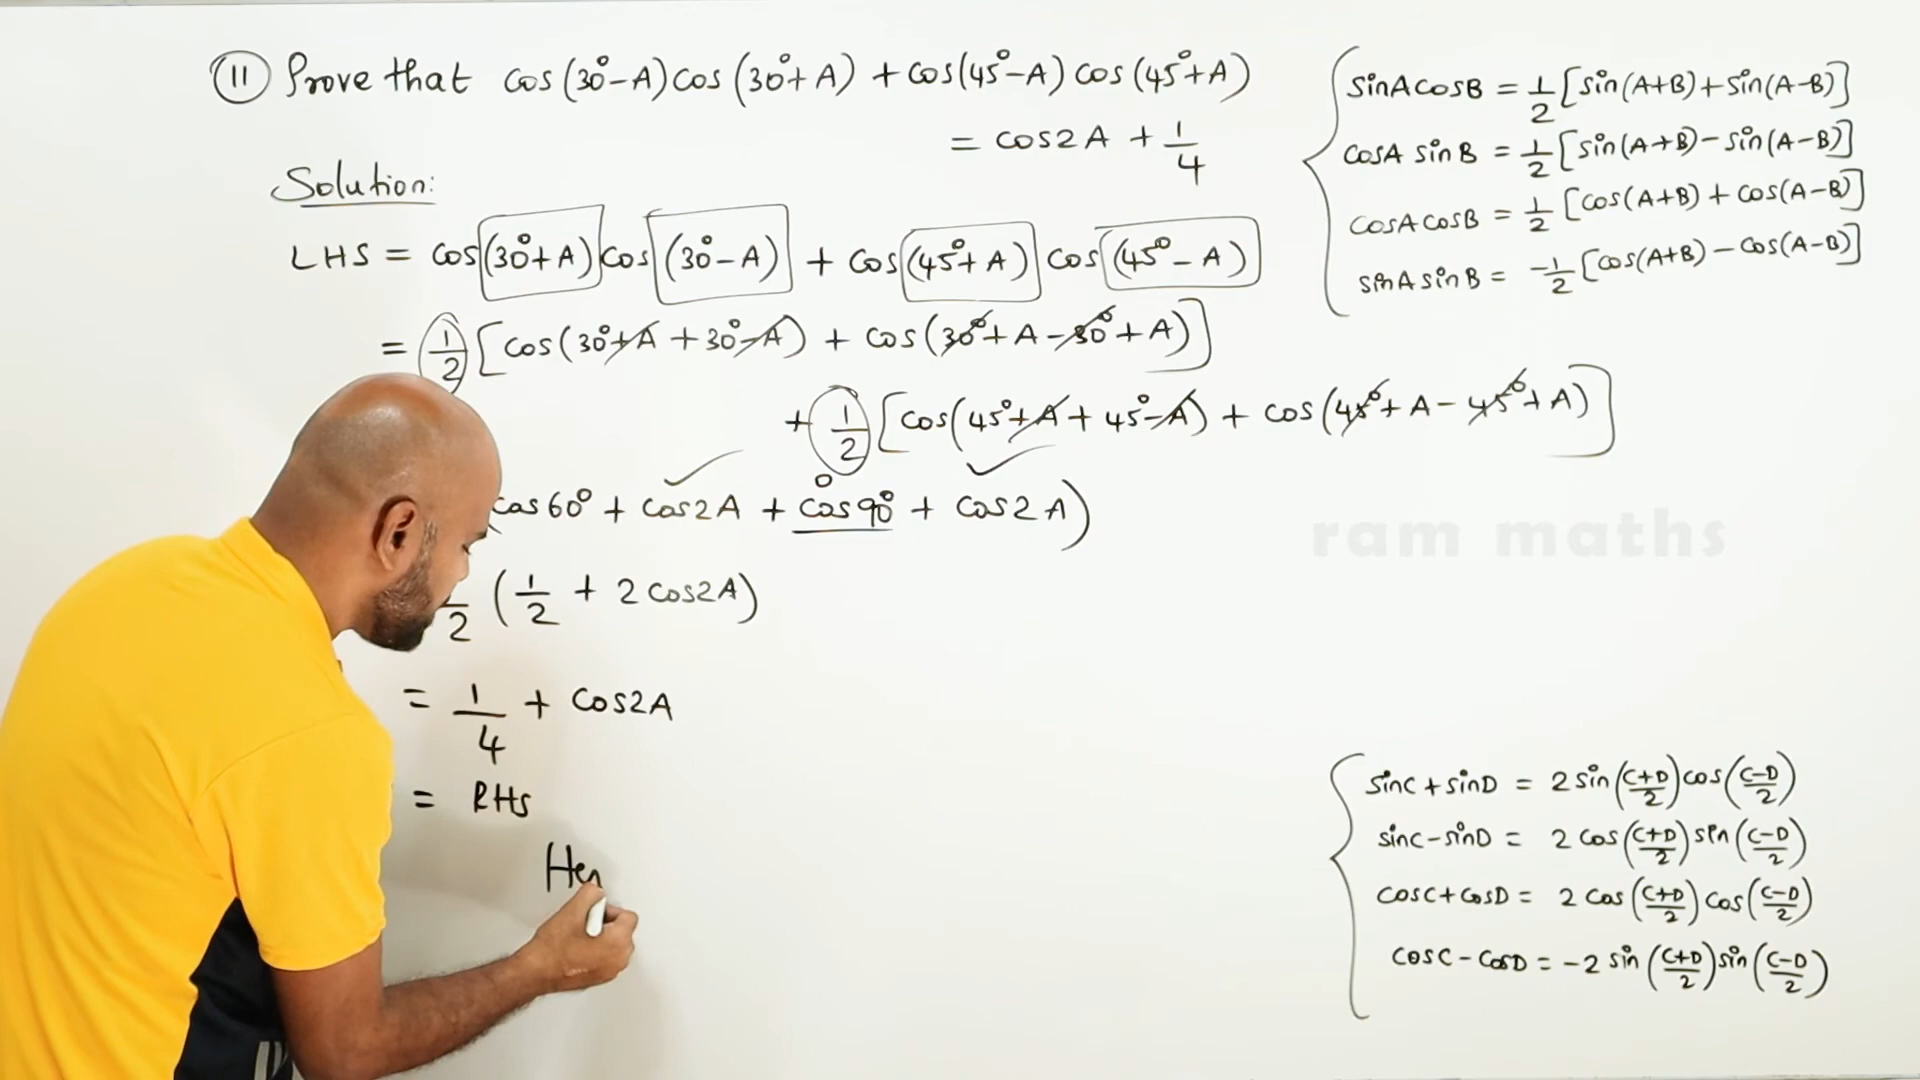 11 Prove that cos(30°-A)cos(30°+A) + cos(45°-A)cos(45°+A)
= cos2A + 1/4
Solution:
LHS = cos(30°+A)cos(30°-A) + cos(45°+A)cos(45°-A)
= 1/2[cos(30°+A+30°-A) + cos(30°+A-30°+A)]
+ 1/2[cos(45°+A+45°-A) + cos(45°+A-45°+A)]
0
cos60° + cos2A + cos90° + cos2A)
2 (1/2 + 2cos2A)
= 1/4 + cos2A
= RHS
Hen
sinAcosB = 1/2[sin(A+B)+sin(A-B)]
cosA sinB = 1/2[sin(A+B)-sin(A-B)]
cosAcosB = 1/2[cos(A+B)+cos(A-B)]
sinAsinB = -1/2[cos(A+B)-cos(A-B)]
ram maths
sinC+sinD = 2sin(C+D/2)cos(C-D/2)
sinC-sinD = 2cos(C+D/2)sin(C-D/2)
cosC+cosD = 2cos(C+D/2)cos(C-D/2)
cosC-cosD = -2sin(C+D/2)sin(C-D/2)